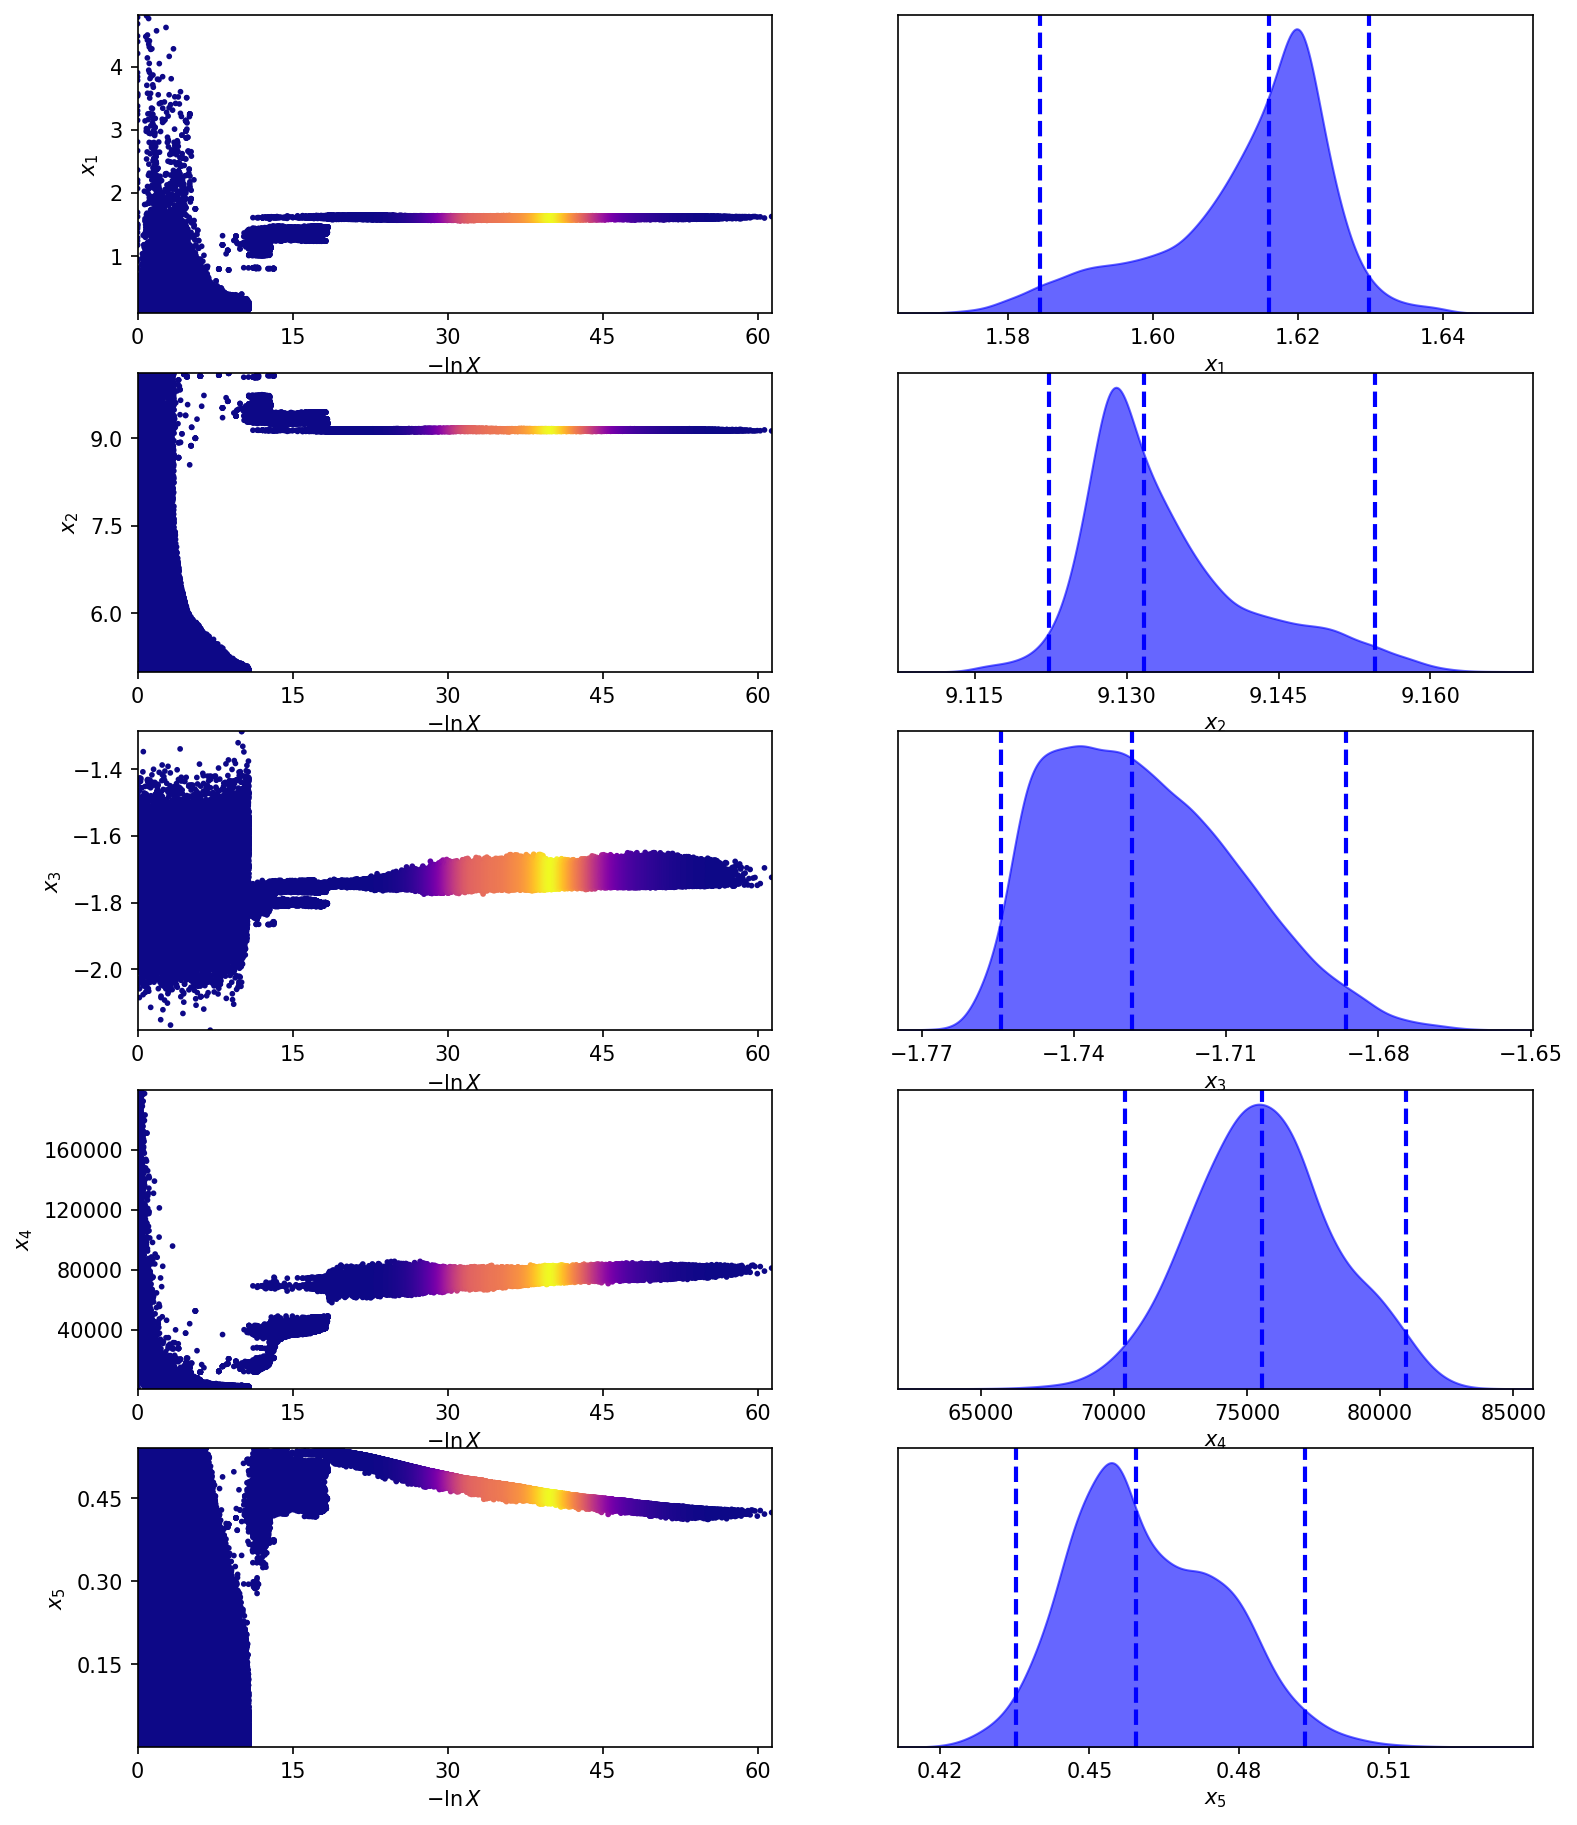 4
3
2
1
x₁
0 15 30 45 60
−ln X
1.58 1.60 1.62 1.64
x₁
9.0
7.5
6.0
x₂
0 15 30 45 60
−ln X
9.115 9.130 9.145 9.160
x₂
−1.4
−1.6
−1.8
−2.0
x₃
0 15 30 45 60
−ln X
−1.77 −1.74 −1.71 −1.68 −1.65
x₃
160000
120000
80000
40000
x₄
0 15 30 45 60
−ln X
65000 70000 75000 80000 85000
x₄
0.45
0.30
0.15
x₅
0 15 30 45 60
−ln X
0.42 0.45 0.48 0.51
x₅